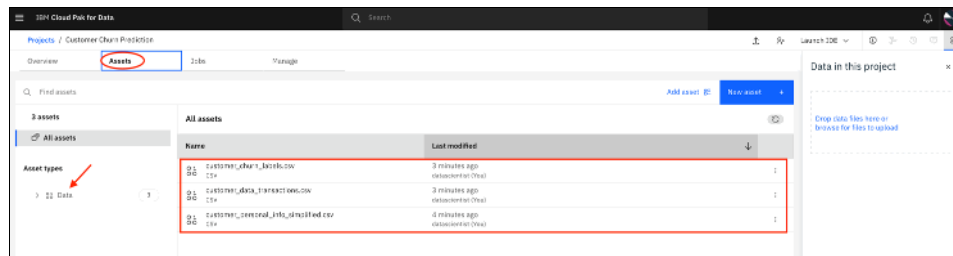 IBM Cloud Pak for Data
Search
Projects / Customer Churn Prediction
Launch IDE
Overview
Assets
Jobs
Manage
Data in this project
Find assets
Add asset
New asset +
3 assets
All assets
All assets
Drop data files here or
browse for files to upload
Name
Last modified
Asset types
Data
3
customer_churn_labels.csv
CSV
3 minutes ago
datascientist (You)
customer_data_transactions.csv
CSV
3 minutes ago
datascientist (You)
customer_personal_info_simplified.csv
CSV
4 minutes ago
datascientist (You)